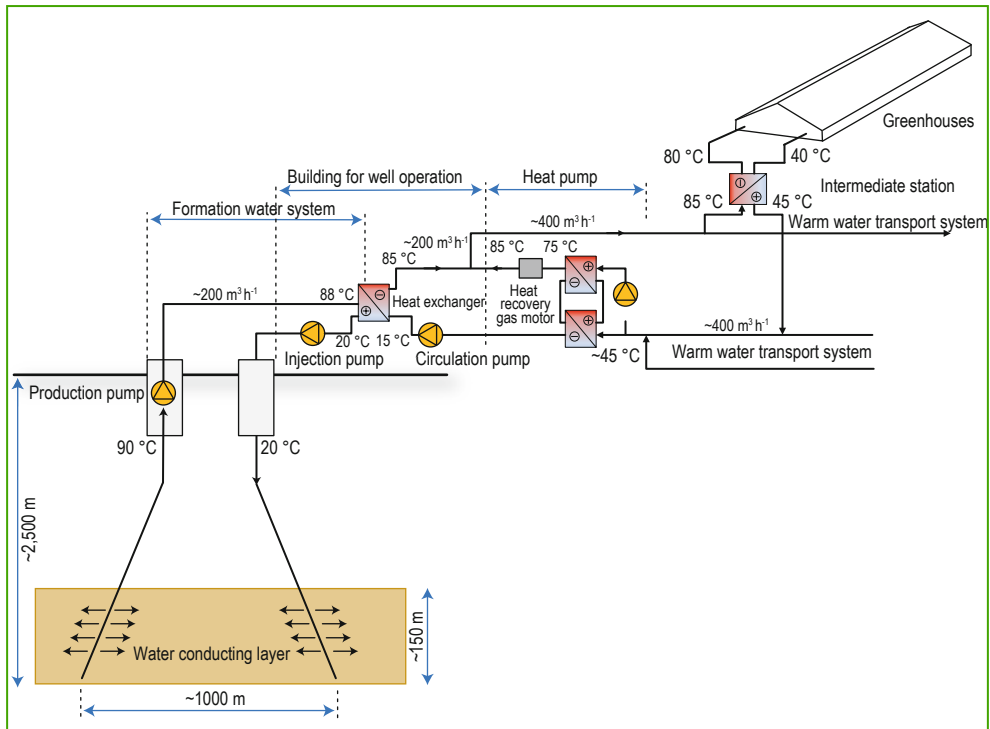 Greenhouses
80 °C
40 °C
Intermediate station
85 °C
45 °C
Warm water transport system
Building for well operation
Heat pump
Formation water system
~400 m³ h-¹
~200 m³ h-¹
85 °C
85 °C
75 °C
~200 m³ h-¹
88 °C
Heat exchanger
Heat
recovery
gas motor
20 °C
15 °C
Injection pump
Circulation pump
~45 °C
~400 m³ h-¹
Warm water transport system
Production pump
90 °C
20 °C
~2,500 m
Water conducting layer
~150 m
~1000 m